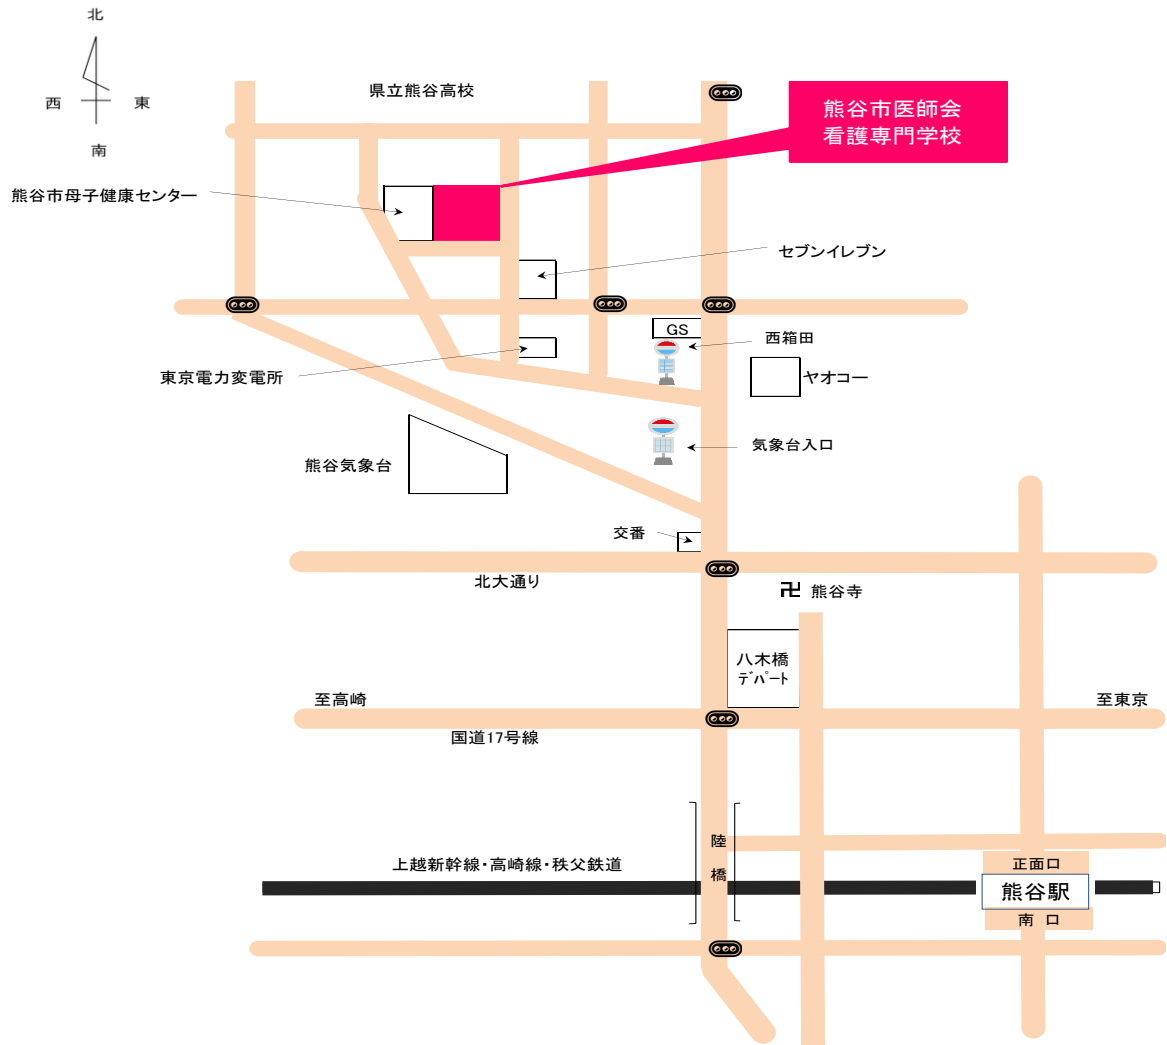 北
西
東
南
県立熊谷高校
熊谷市医師会
看護専門学校
熊谷市母子健康センター
セブンイレブン
GS
西箱田
東京電力変電所
ヤオコー
気象台入口
熊谷気象台
交番
北大通り
卍 熊谷寺
八木橋
デパート
至高崎
至東京
国道17号線
陸
橋
上越新幹線・高崎線・秩父鉄道
正面口
熊谷駅
南 口